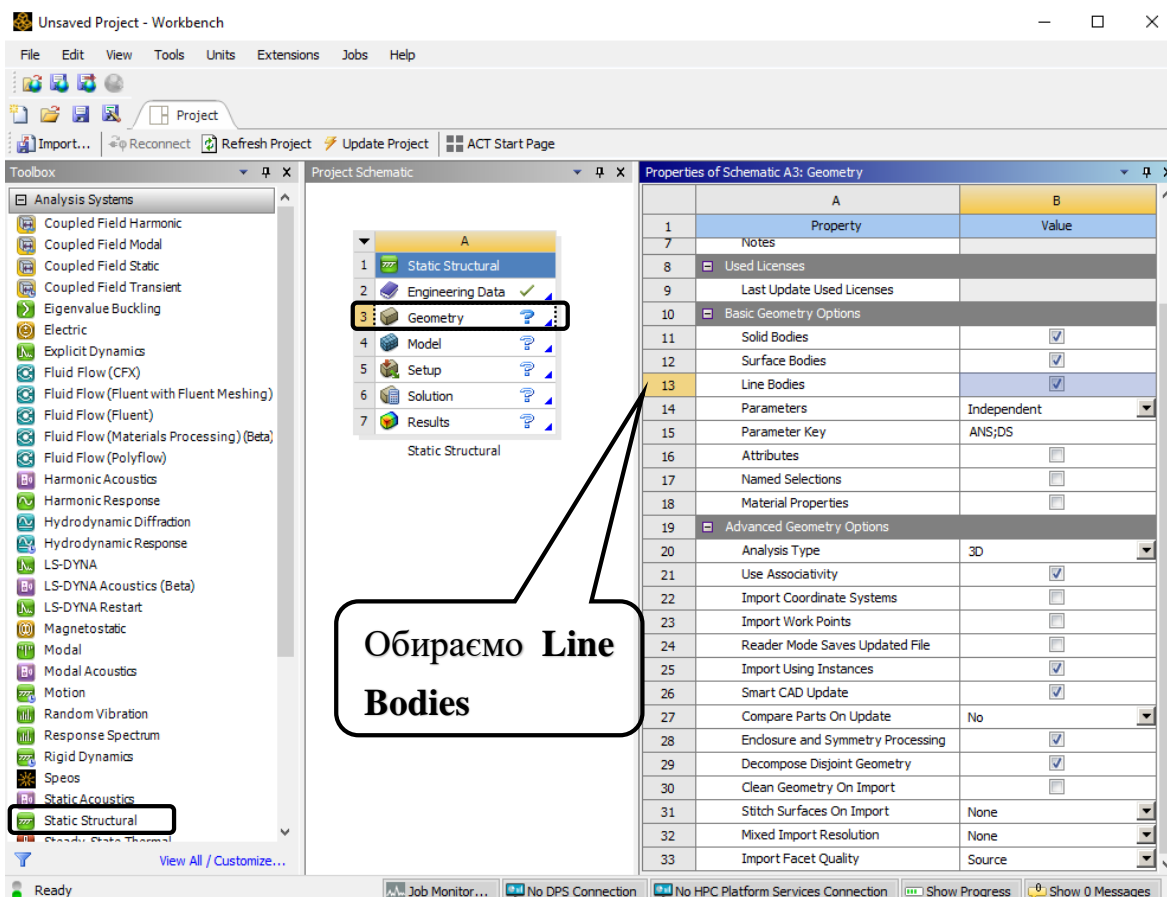 Unsaved Project - Workbench
File Edit View Tools Units Extensions Jobs Help
Project
Import... Reconnect Refresh Project Update Project ACT Start Page
Toolbox
Analysis Systems
Coupled Field Harmonic
Coupled Field Modal
Coupled Field Static
Coupled Field Transient
Eigenvalue Buckling
Electric
Explicit Dynamics
Fluid Flow (CFX)
Fluid Flow (Fluent with Fluent Meshing)
Fluid Flow (Fluent)
Fluid Flow (Materials Processing) (Beta)
Fluid Flow (Polyflow)
Harmonic Acoustics
Harmonic Response
Hydrodynamic Diffraction
Hydrodynamic Response
LS-DYNA
LS-DYNA Acoustics (Beta)
LS-DYNA Restart
Magnetostatic
Modal
Modal Acoustics
Motion
Random Vibration
Response Spectrum
Rigid Dynamics
Speos
Static Acoustics
Static Structural
Steady-State Thermal
View All / Customize...
Project Schematic
A
1 Static Structural
2 Engineering Data
3 Geometry
4 Model
5 Setup
6 Solution
7 Results
Static Structural
Обираємо Line
Bodies
Properties of Schematic A3: Geometry
A B
1 Property Value
7 Notes
8 Used Licenses
9 Last Update Used Licenses
10 Basic Geometry Options
11 Solid Bodies
12 Surface Bodies
13 Line Bodies
14 Parameters Independent
15 Parameter Key ANS;DS
16 Attributes
17 Named Selections
18 Material Properties
19 Advanced Geometry Options
20 Analysis Type 3D
21 Use Associativity
22 Import Coordinate Systems
23 Import Work Points
24 Reader Mode Saves Updated File
25 Import Using Instances
26 Smart CAD Update
27 Compare Parts On Update No
28 Enclosure and Symmetry Processing
29 Decompose Disjoint Geometry
30 Clean Geometry On Import
31 Stitch Surfaces On Import None
32 Mixed Import Resolution None
33 Import Facet Quality Source
Ready Job Monitor... No DPS Connection No HPC Platform Services Connection Show Progress Show 0 Messages